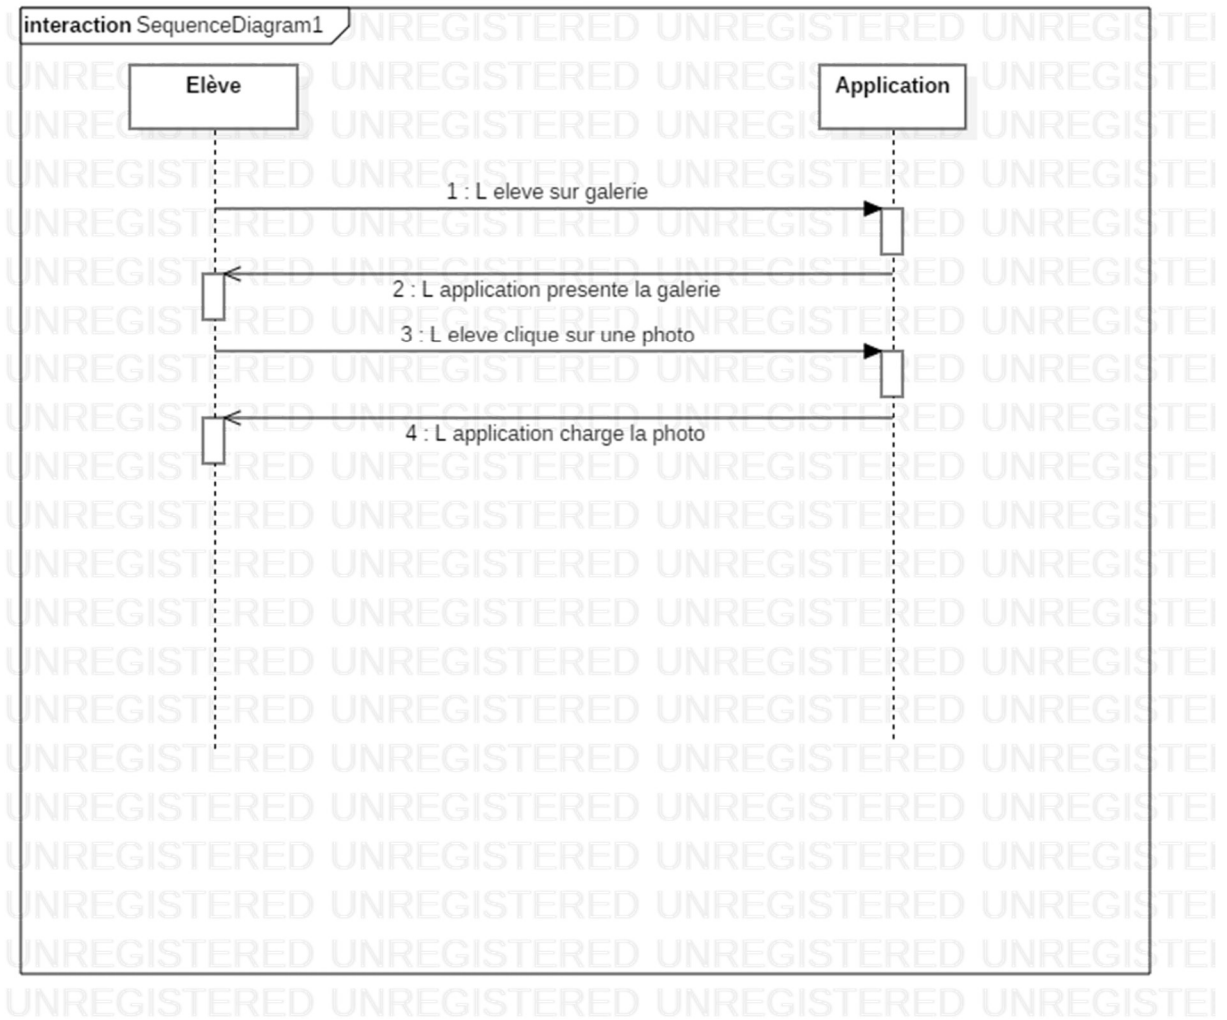 interaction SequenceDiagram1
Elève
Application
1 : L eleve sur galerie
2 : L application presente la galerie
3 : L eleve clique sur une photo
4 : L application charge la photo
UNREGISTERED